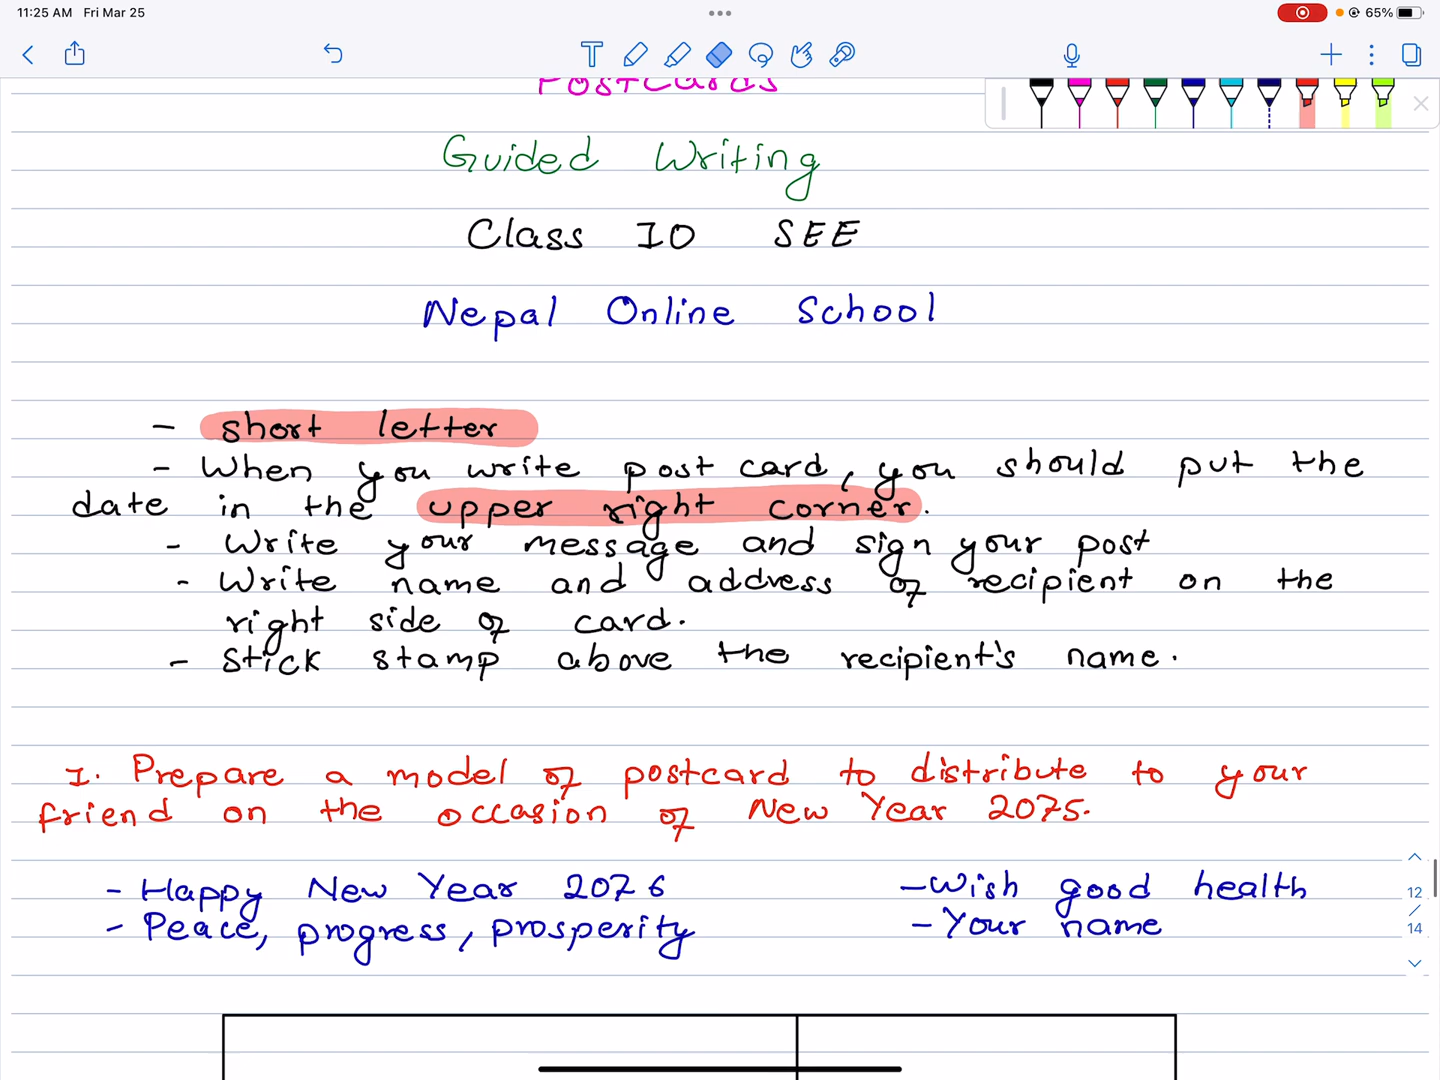 11:25 AM Fri Mar 25
65%
Postcards
Guided Writing
Class 10 SEE
Nepal Online School
- short letter
- When you write post card, you should put the
date in the upper right corner.
- Write your message and sign your post
- Write name and address of recipient on the
right side of card.
- Stick stamp above the recipient's name.
1. Prepare a model of postcard to distribute to your
friend on the occasion of New Year 2075.
- Happy New Year 2076
- Wish good health
- Peace, progress, prosperity
- Your name
12
/
14